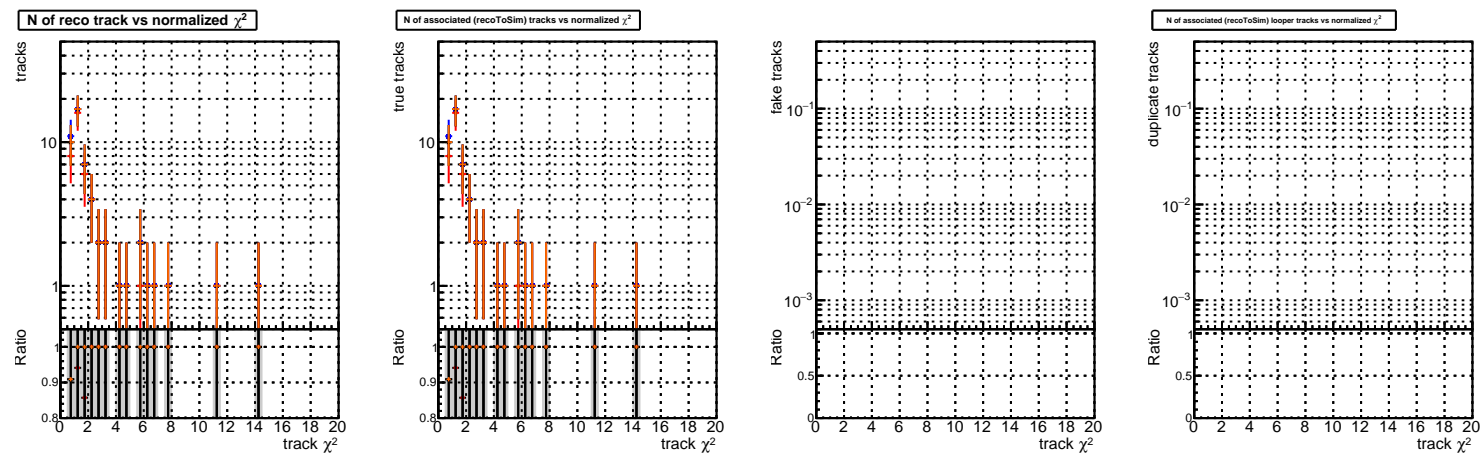 N of reco track vs normalized χ²
tracks
10
1
Ratio
1
0.9
0.8
0 2 4 6 8 10 12 14 16 18 20
track χ²
N of associated (recoToSim) tracks vs normalized χ²
true tracks
10
1
Ratio
1
0.9
0.8
0 2 4 6 8 10 12 14 16 18 20
track χ²
fake tracks
10⁻¹
10⁻²
10⁻³
Ratio
1
0.5
0
0 2 4 6 8 10 12 14 16 18 20
track χ²
N of associated (recoToSim) looper tracks vs normalized χ²
duplicate tracks
10⁻¹
10⁻²
10⁻³
Ratio
1
0.5
0
0 2 4 6 8 10 12 14 16 18 20
track χ²